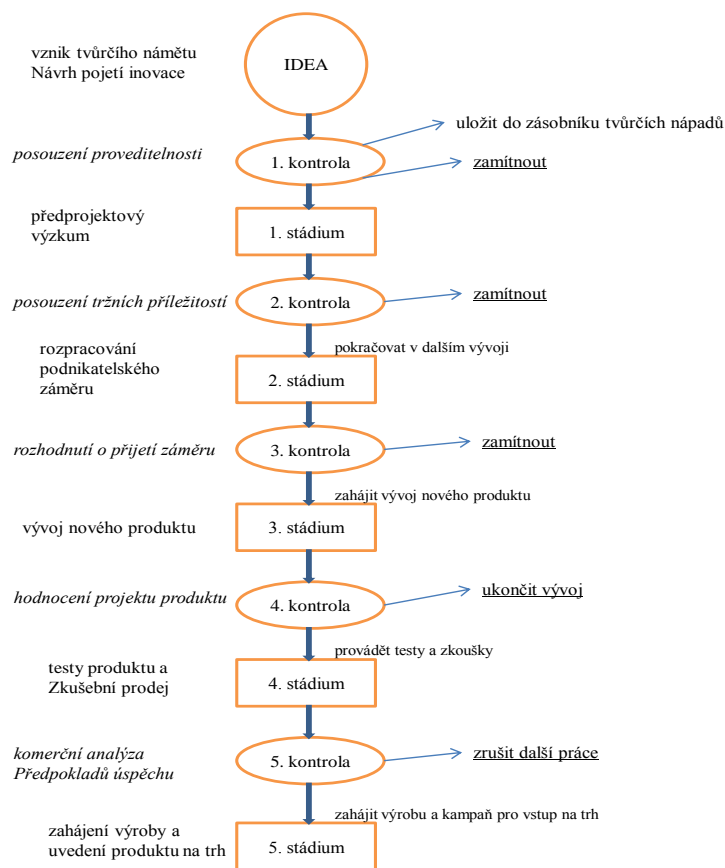 vznik tvůrčího námětu
Návrh pojetí inovace
IDEA
uložit do zásobníku tvůrčích nápadů
posouzení proveditelnosti
1. kontrola
zamítnout
předprojektový
výzkum
1. stádium
posouzení tržních příležitostí
2. kontrola
zamítnout
pokračovat v dalším vývoji
rozpracování
podnikatelského
záměru
2. stádium
rozhodnutí o přijetí záměru
3. kontrola
zamítnout
zahájit vývoj nového produktu
vývoj nového produktu
3. stádium
hodnocení projektu produktu
4. kontrola
ukončit vývoj
provádět testy a zkoušky
testy produktu a
Zkušební prodej
4. stádium
komerční analýza
Předpokladů úspěchu
5. kontrola
zrušit další práce
zahájit výrobu a kampaň pro vstup na trh
zahájení výroby a
uvedení produktu na trh
5. stádium